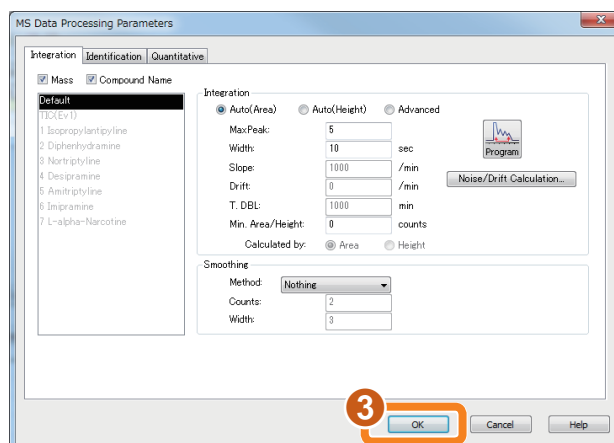 MS Data Processing Parameters
Integration Identification Quantitative
Mass Compound Name
Default
TIC(Ev1)
1 Isopropylantipyline
2 Diphenhydramine
3 Nortriptyline
4 Desipramine
5 Amitriptyline
6 Imipramine
7 L-alpha-Narcotine
Integration
Auto(Area) Auto(Height) Advanced
MaxPeak: 5
Width: 10 sec
Slope: 1000 /min
Drift: 0 /min
T. DBL: 1000 min
Min. Area/Height: 0 counts
Calculated by: Area Height
Program
Noise/Drift Calculation...
Smoothing
Method: Nothing
Counts: 2
Width: 3
3
OK Cancel Help